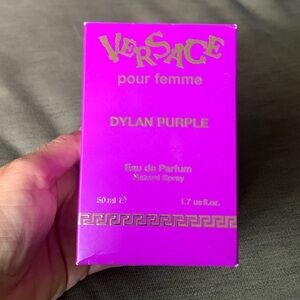 VERSACE
pour femme
DYLAN PURPLE
Eau de Parfum
Natural Spray
50 ml ℮ 1.7 us fl.oz.